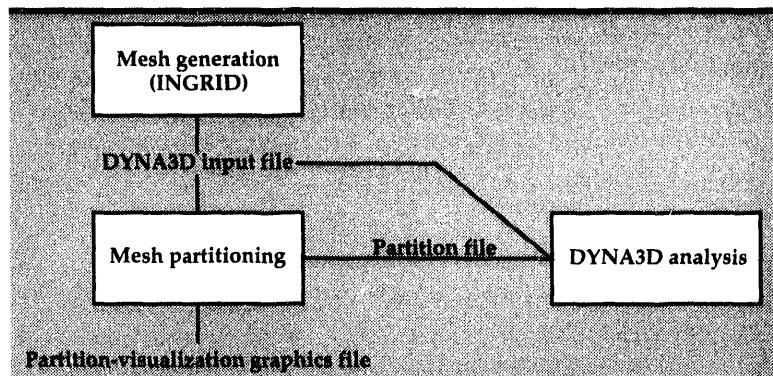 Mesh generation
(INGRID)
DYNA3D input file
Mesh partitioning
Partition file
DYNA3D analysis
Partition-visualization graphics file